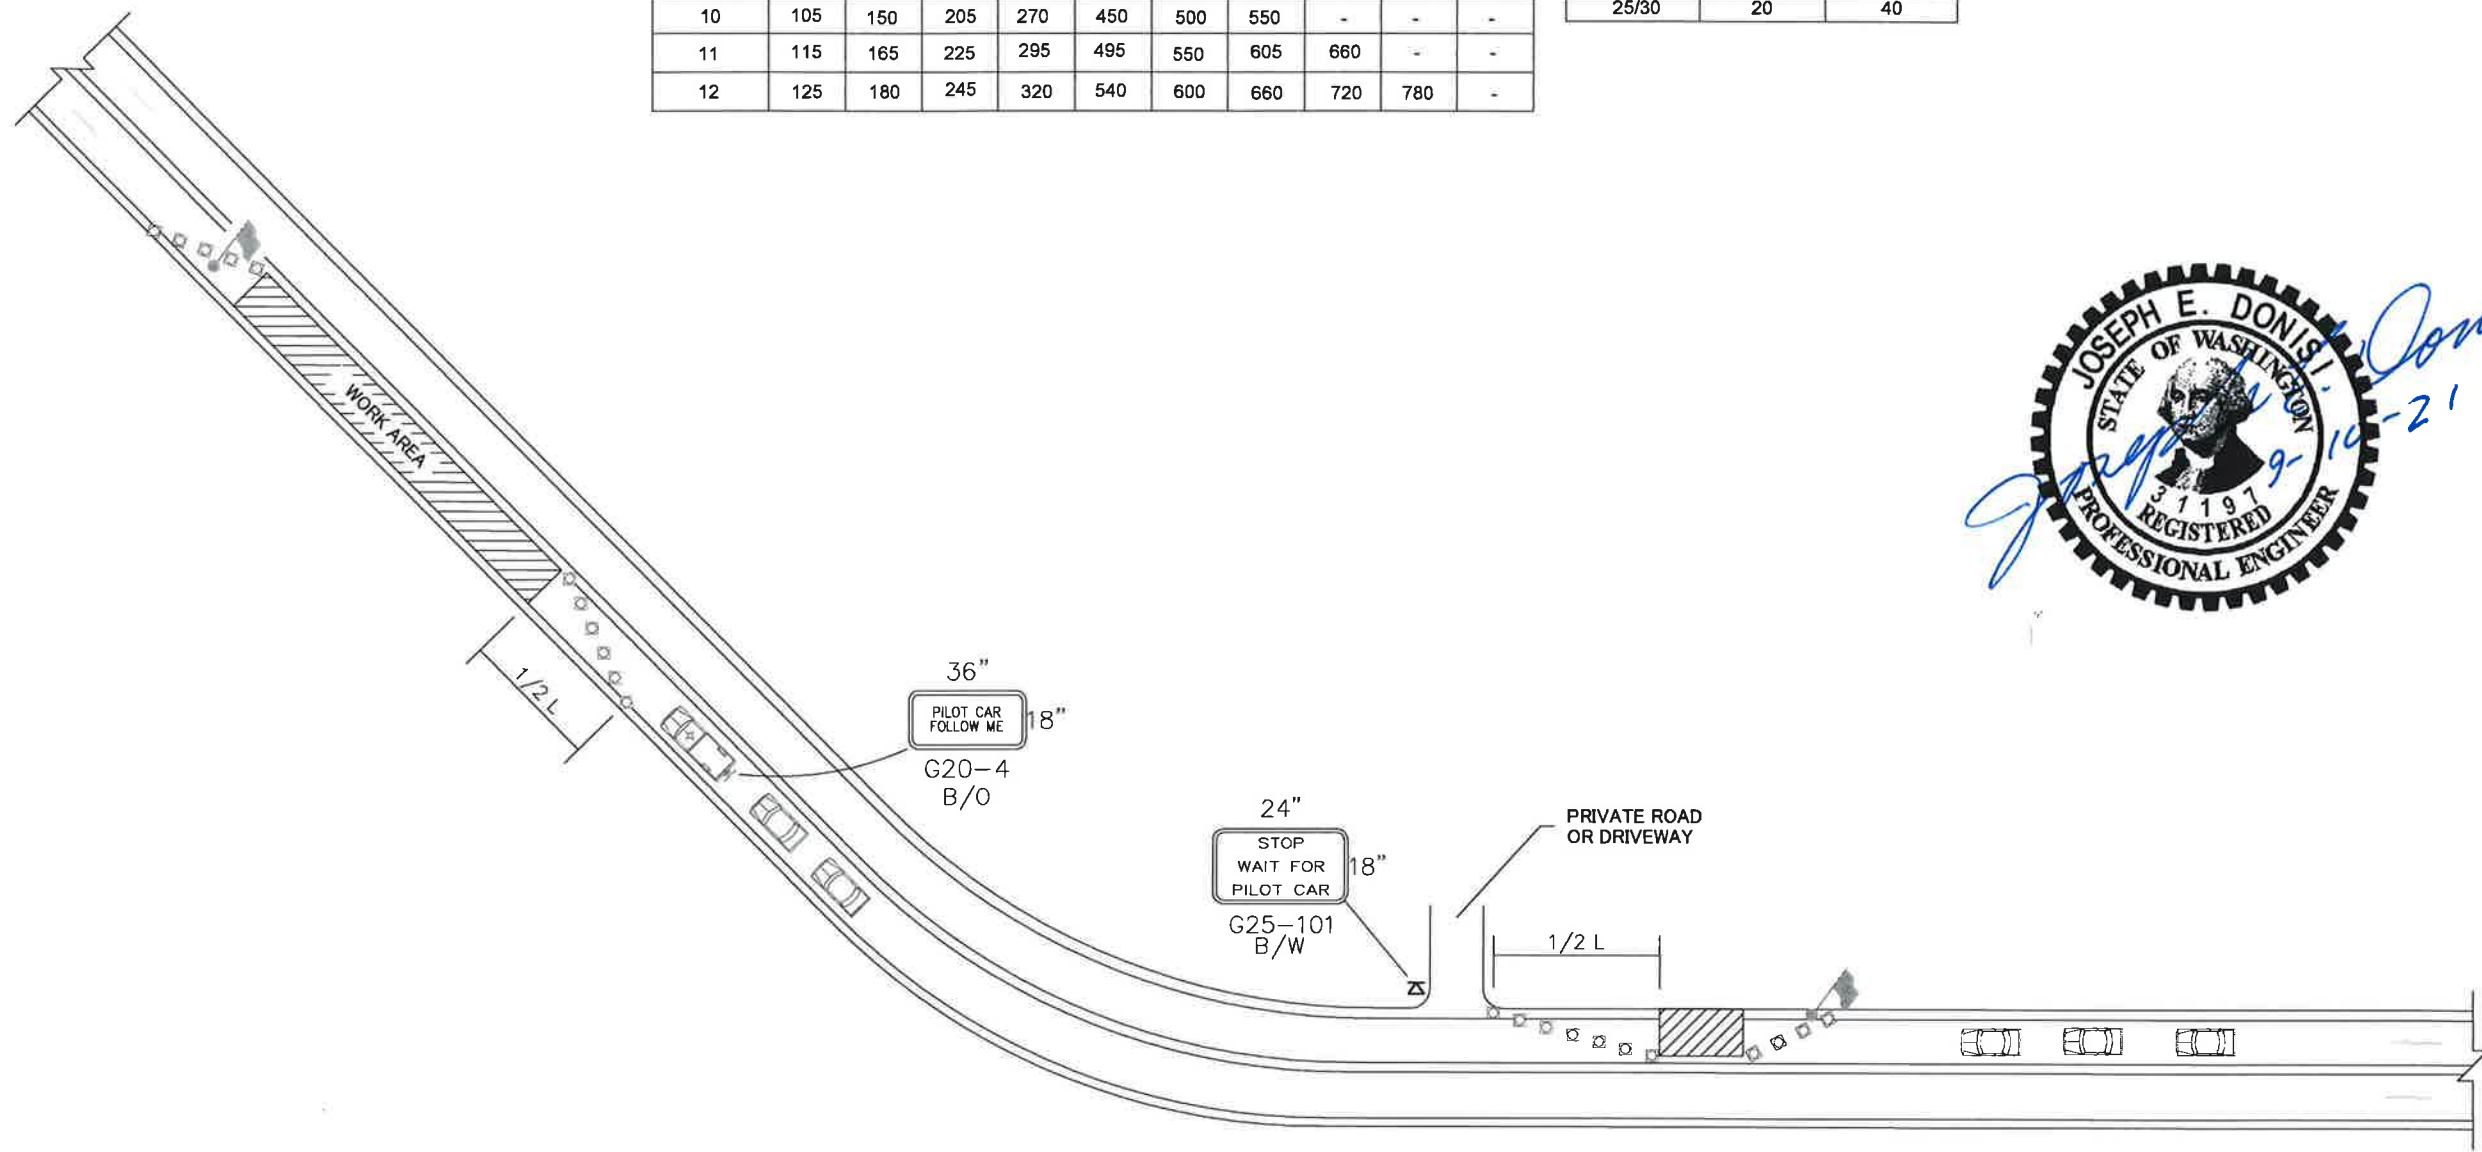 10 105 150 205 270 450 500 550 - - -
11 115 165 225 295 495 550 605 660 - -
12 125 180 245 320 540 600 660 720 780 -
25/30 20 40
JOSEPH E. DONISI
STATE OF WASHINGTON
31197
REGISTERED
PROFESSIONAL ENGINEER
WORK AREA
1/2 L
36"
PILOT CAR
FOLLOW ME
18"
G20-4
B/O
24"
STOP
WAIT FOR
PILOT CAR
18"
G25-101
B/W
PRIVATE ROAD
OR DRIVEWAY
1/2 L